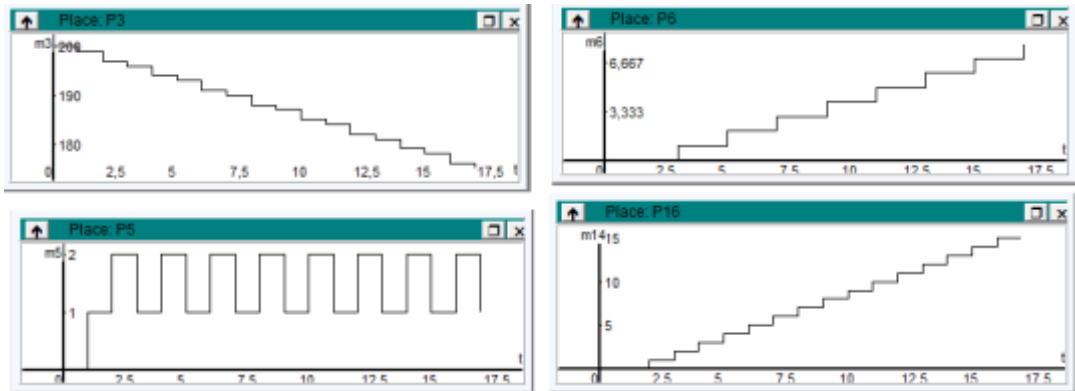 Place: P3
m3 200
190
180
0 2,5 5 7,5 10 12,5 15 17,5 t
Place: P6
m6
6,667
3,333
t
0 2,5 5 7,5 10 12,5 15 17,5
Place: P5
m5 2
1
t
0 2,5 5 7,5 10 12,5 15 17,5
Place: P16
m14 15
10
5
t
0 2,5 5 7,5 10 12,5 15 17,5